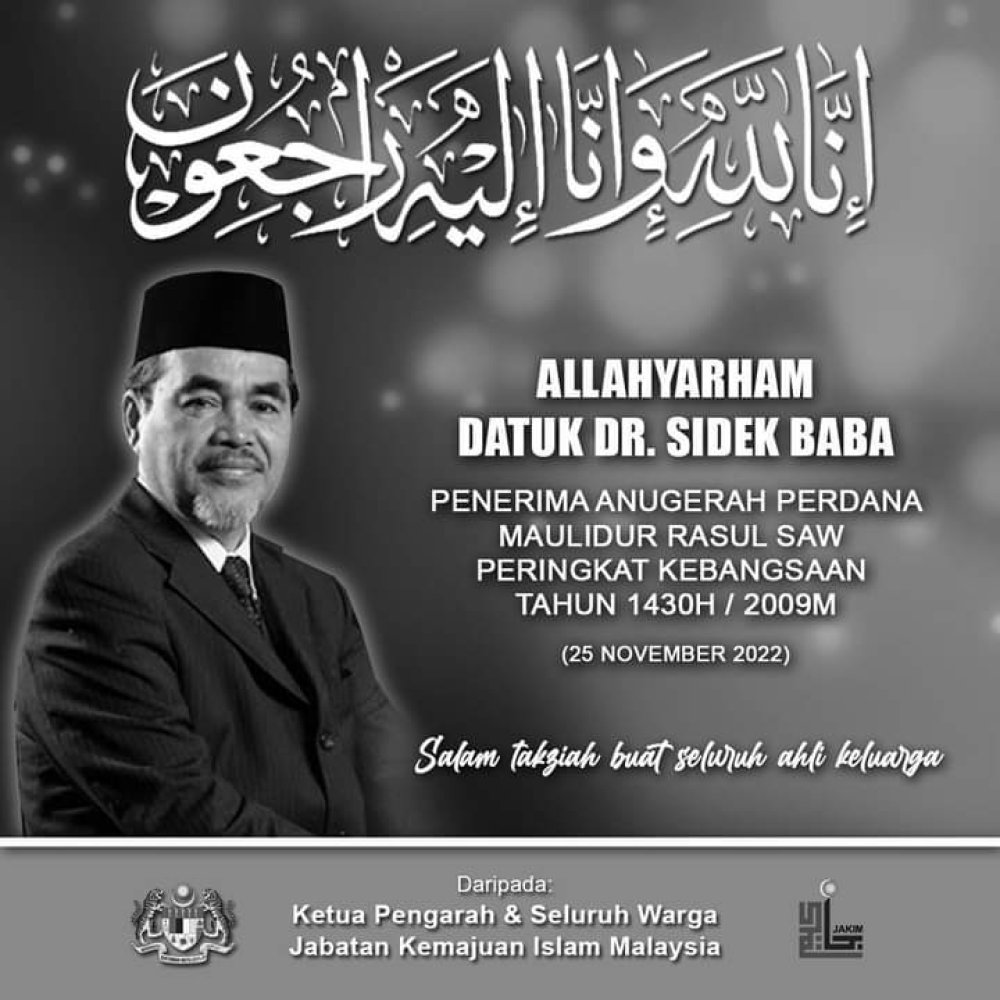 إِنَّا لِلَّهِ وَإِنَّا إِلَيْهِ رَاجِعُونَ
ALLAHYARHAM
DATUK DR. SIDEK BABA
PENERIMA ANUGERAH PERDANA
MAULIDUR RASUL SAW
PERINGKAT KEBANGSAAN
TAHUN 1430H / 2009M
(25 NOVEMBER 2022)
Salam takziah buat seluruh ahli keluarga
Daripada:
Ketua Pengarah & Seluruh Warga
Jabatan Kemajuan Islam Malaysia
JAKIM